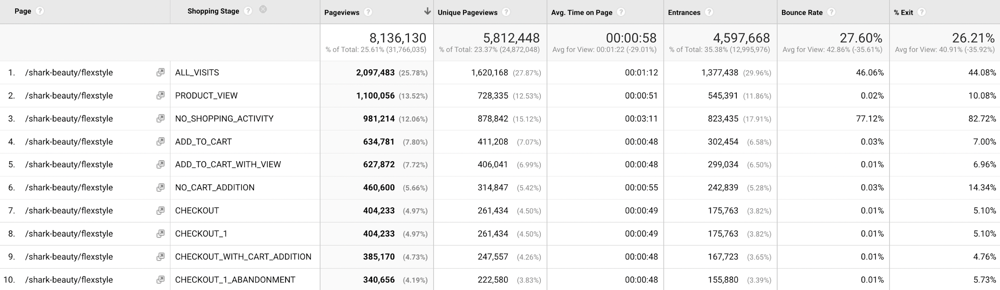 Page ? Shopping Stage ? Pageviews ? Unique Pageviews ? Avg. Time on Page ? Entrances ? Bounce Rate ? % Exit ?
8,136,130 5,812,448 00:00:58 4,597,668 27.60% 26.21%
% of Total: 25.61% (31,766,035) % of Total: 23.37% (24,872,048) Avg for View: 00:01:22 (-29.01%) % of Total: 35.38% (12,995,976) Avg for View: 42.86% (-35.61%) Avg for View: 40.91% (-35.92%)
1. /shark-beauty/flexstyle ALL_VISITS 2,097,483 (25.78%) 1,620,168 (27.87%) 00:01:12 1,377,438 (29.96%) 46.06% 44.08%
2. /shark-beauty/flexstyle PRODUCT_VIEW 1,100,056 (13.52%) 728,335 (12.53%) 00:00:51 545,391 (11.86%) 0.02% 10.08%
3. /shark-beauty/flexstyle NO_SHOPPING_ACTIVITY 981,214 (12.06%) 878,842 (15.12%) 00:03:11 823,435 (17.91%) 77.12% 82.72%
4. /shark-beauty/flexstyle ADD_TO_CART 634,781 (7.80%) 411,208 (7.07%) 00:00:48 302,454 (6.58%) 0.03% 7.00%
5. /shark-beauty/flexstyle ADD_TO_CART_WITH_VIEW 627,872 (7.72%) 406,041 (6.99%) 00:00:48 299,034 (6.50%) 0.01% 6.96%
6. /shark-beauty/flexstyle NO_CART_ADDITION 460,600 (5.66%) 314,847 (5.42%) 00:00:55 242,839 (5.28%) 0.03% 14.34%
7. /shark-beauty/flexstyle CHECKOUT 404,233 (4.97%) 261,434 (4.50%) 00:00:49 175,763 (3.82%) 0.01% 5.10%
8. /shark-beauty/flexstyle CHECKOUT_1 404,233 (4.97%) 261,434 (4.50%) 00:00:49 175,763 (3.82%) 0.01% 5.10%
9. /shark-beauty/flexstyle CHECKOUT_WITH_CART_ADDITION 385,170 (4.73%) 247,557 (4.26%) 00:00:48 167,723 (3.65%) 0.01% 4.76%
10. /shark-beauty/flexstyle CHECKOUT_1_ABANDONMENT 340,656 (4.19%) 222,580 (3.83%) 00:00:48 155,880 (3.39%) 0.01% 5.73%